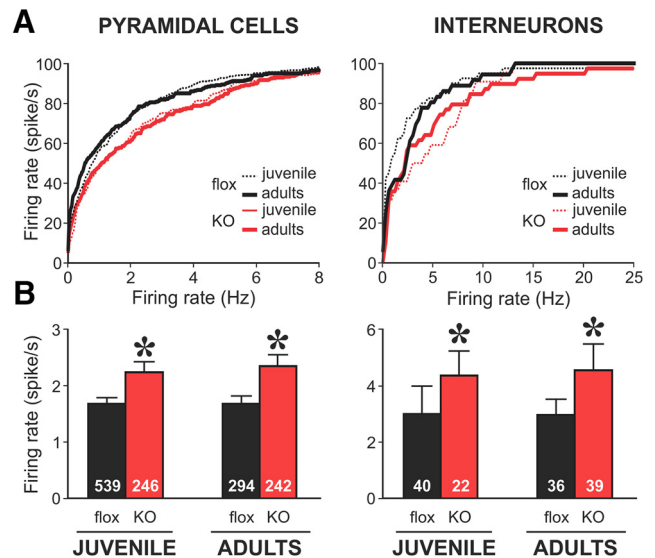 A PYRAMIDAL CELLS INTERNEURONS
Firing rate (spike/s)
100
80
60
40
20
0
flox juvenile
adults
KO juvenile
adults
0 2 4 6 8
Firing rate (Hz)
100
80
60
40
20
0
flox juvenile
adults
KO juvenile
adults
0 5 10 15 20 25
Firing rate (Hz)
B
Firing rate (spike/s)
3
2
1
0
* *
539 246 294 242
flox KO flox KO
JUVENILE ADULTS
6
4
2
0
* *
40 22 36 39
flox KO flox KO
JUVENILE ADULTS